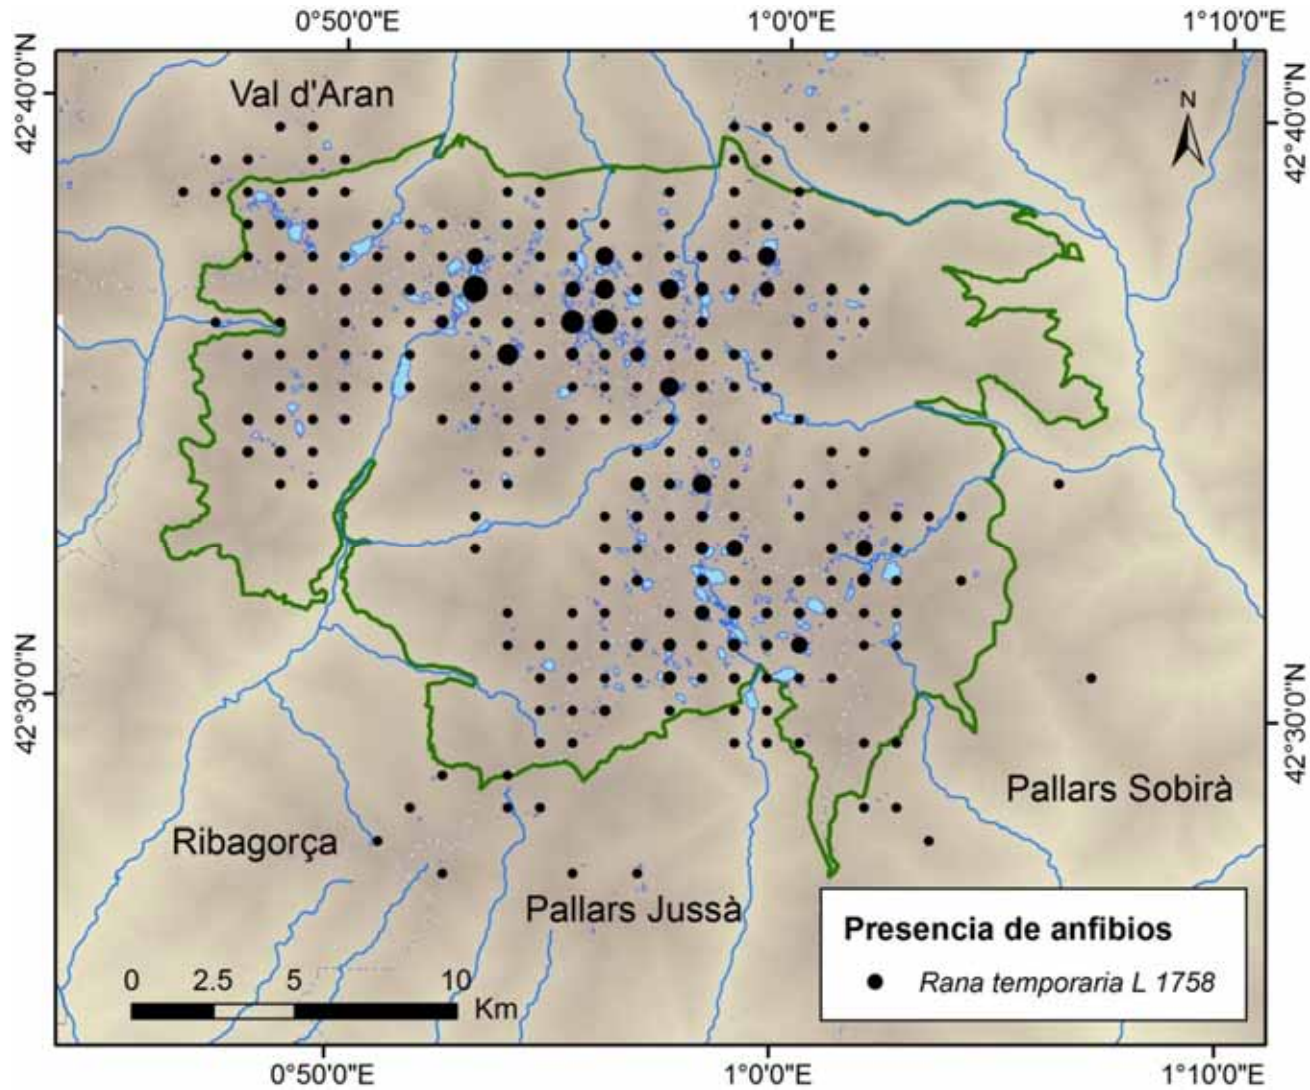 0°50'0"E 1°0'0"E 1°10'0"E
42°40'0"N
Val d'Aran
N
42°40'0"N
42°30'0"N
42°30'0"N
Pallars Sobirà
Ribagorça
Pallars Jussà
Presencia de anfibios
Rana temporaria L 1758
0 2.5 5 10
Km
0°50'0"E 1°0'0"E 1°10'0"E